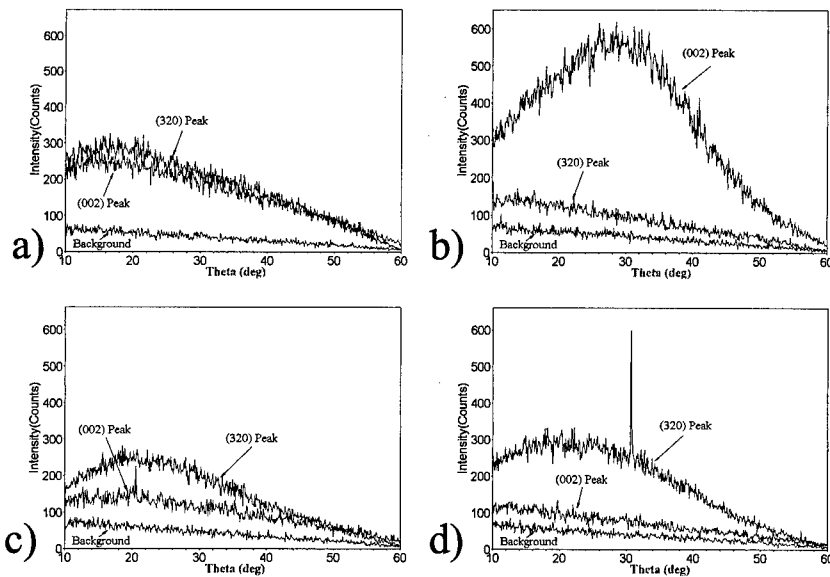 a)
Intensity(Counts)
600
500
400
300
200
100
0
(320) Peak
(002) Peak
Background
10 20 30 40 50 60
Theta (deg)
b)
Intensity(Counts)
600
500
400
300
200
100
0
(002) Peak
(320) Peak
Background
10 20 30 40 50 60
Theta (deg)
c)
Intensity(Counts)
600
500
400
300
200
100
0
(002) Peak
(320) Peak
Background
10 20 30 40 50 60
Theta (deg)
d)
Intensity(Counts)
600
500
400
300
200
100
0
(320) Peak
(002) Peak
Background
10 20 30 40 50 60
Theta (deg)